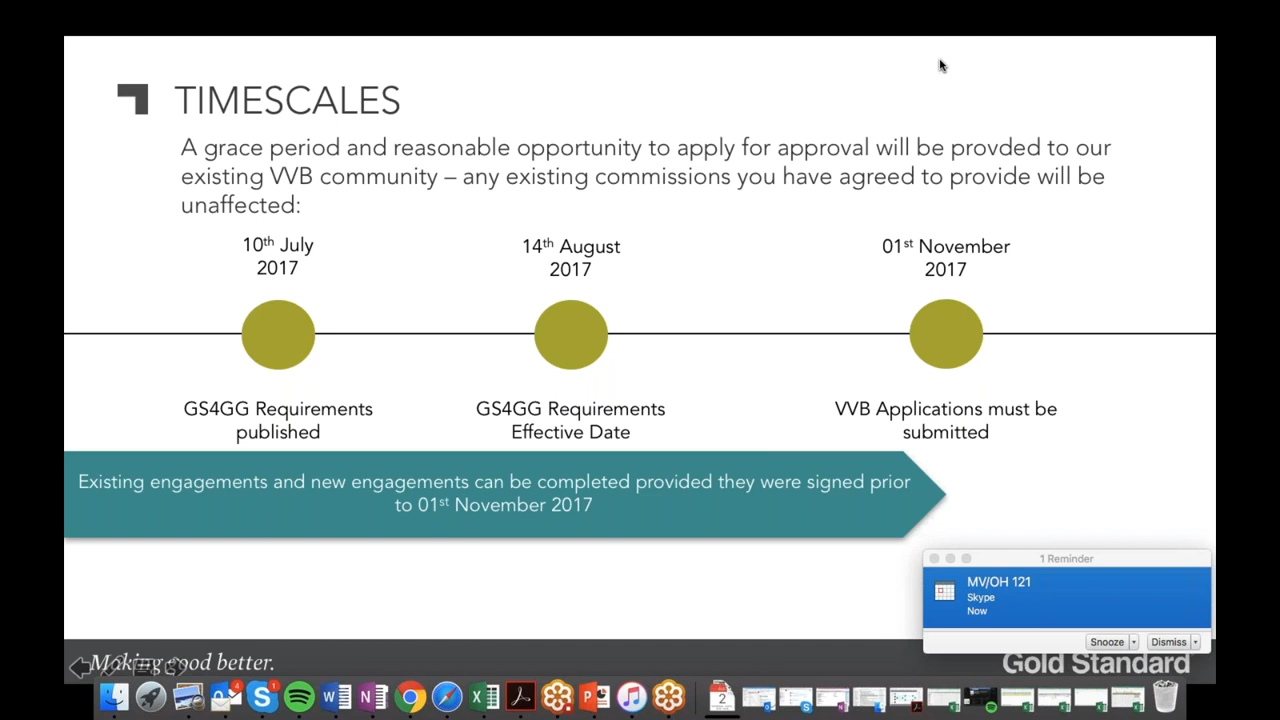 TIMESCALES
A grace period and reasonable opportunity to apply for approval will be provded to our
existing VVB community – any existing commissions you have agreed to provide will be
unaffected:
10th July
2017
14th August
2017
01st November
2017
GS4GG Requirements
published
GS4GG Requirements
Effective Date
VVB Applications must be
submitted
Existing engagements and new engagements can be completed provided they were signed prior
to 01st November 2017
1 Reminder
MV/OH 121
Skype
Now
Snooze
Dismiss
Making good better.
Gold Standard
4
1
2